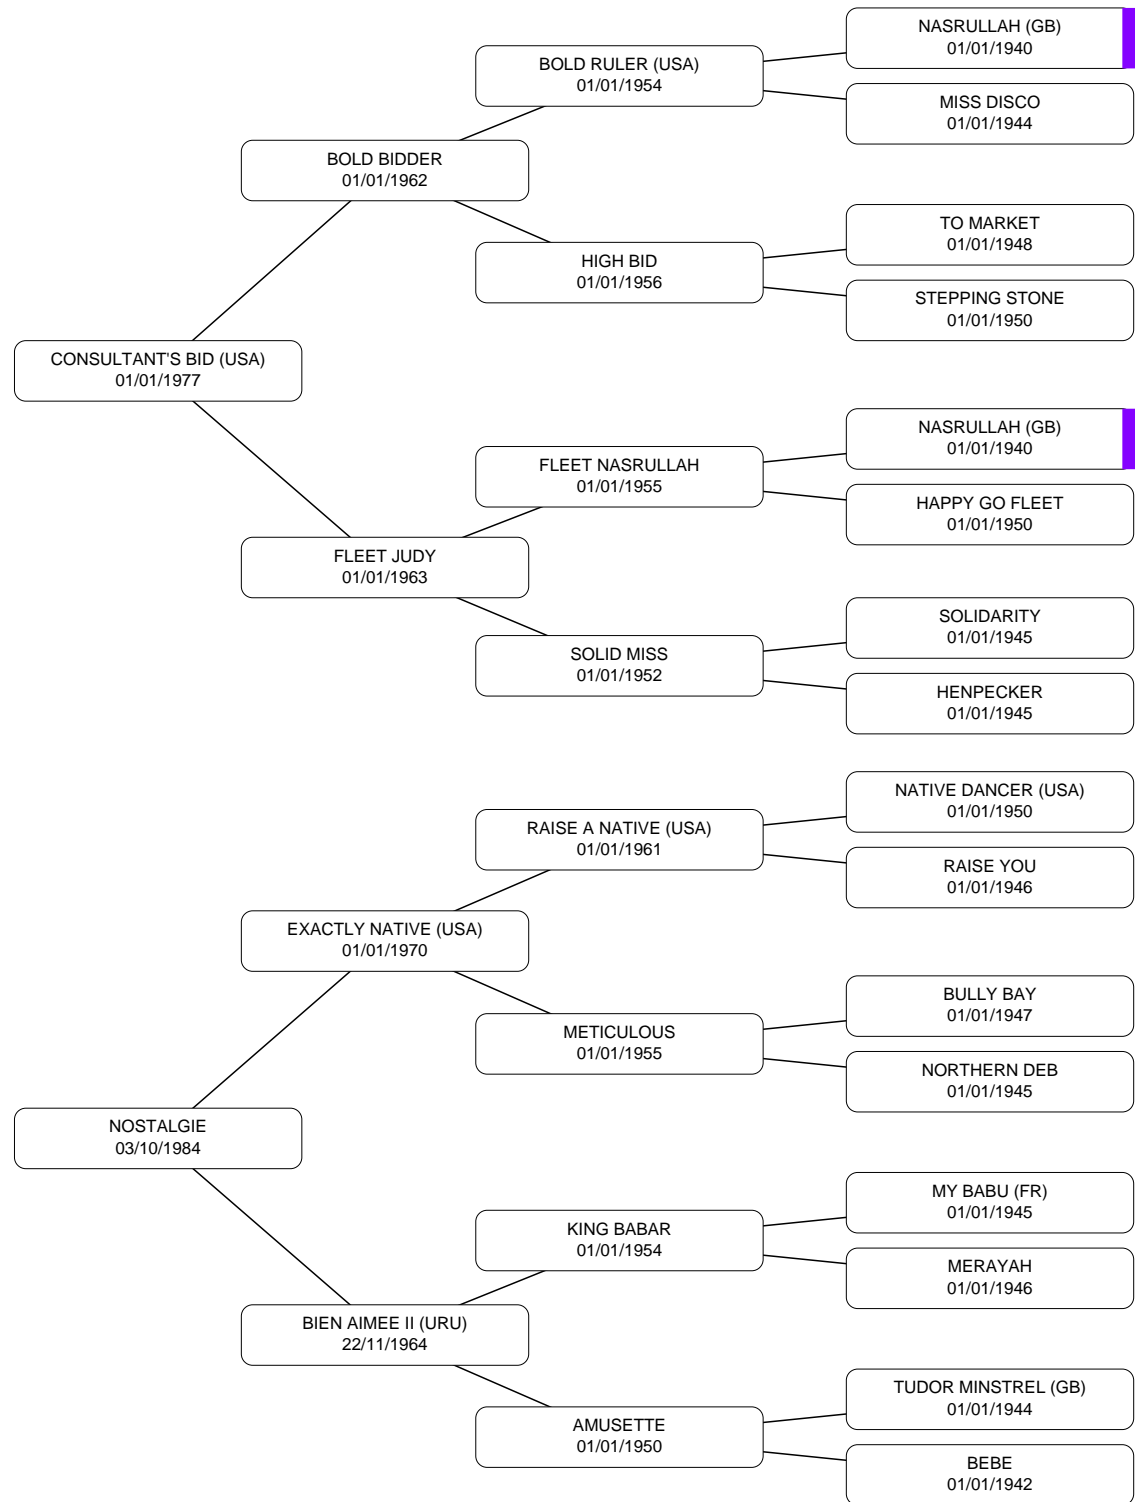 NASRULLAH (GB)
01/01/1940
BOLD RULER (USA)
01/01/1954
MISS DISCO
01/01/1944
BOLD BIDDER
01/01/1962
TO MARKET
01/01/1948
HIGH BID
01/01/1956
STEPPING STONE
01/01/1950
CONSULTANT'S BID (USA)
01/01/1977
NASRULLAH (GB)
01/01/1940
FLEET NASRULLAH
01/01/1955
HAPPY GO FLEET
01/01/1950
FLEET JUDY
01/01/1963
SOLIDARITY
01/01/1945
SOLID MISS
01/01/1952
HENPECKER
01/01/1945
NATIVE DANCER (USA)
01/01/1950
RAISE A NATIVE (USA)
01/01/1961
RAISE YOU
01/01/1946
EXACTLY NATIVE (USA)
01/01/1970
BULLY BAY
01/01/1947
METICULOUS
01/01/1955
NORTHERN DEB
01/01/1945
NOSTALGIE
03/10/1984
MY BABU (FR)
01/01/1945
KING BABAR
01/01/1954
MERAYAH
01/01/1946
BIEN AIMEE II (URU)
22/11/1964
TUDOR MINSTREL (GB)
01/01/1944
AMUSETTE
01/01/1950
BEBE
01/01/1942